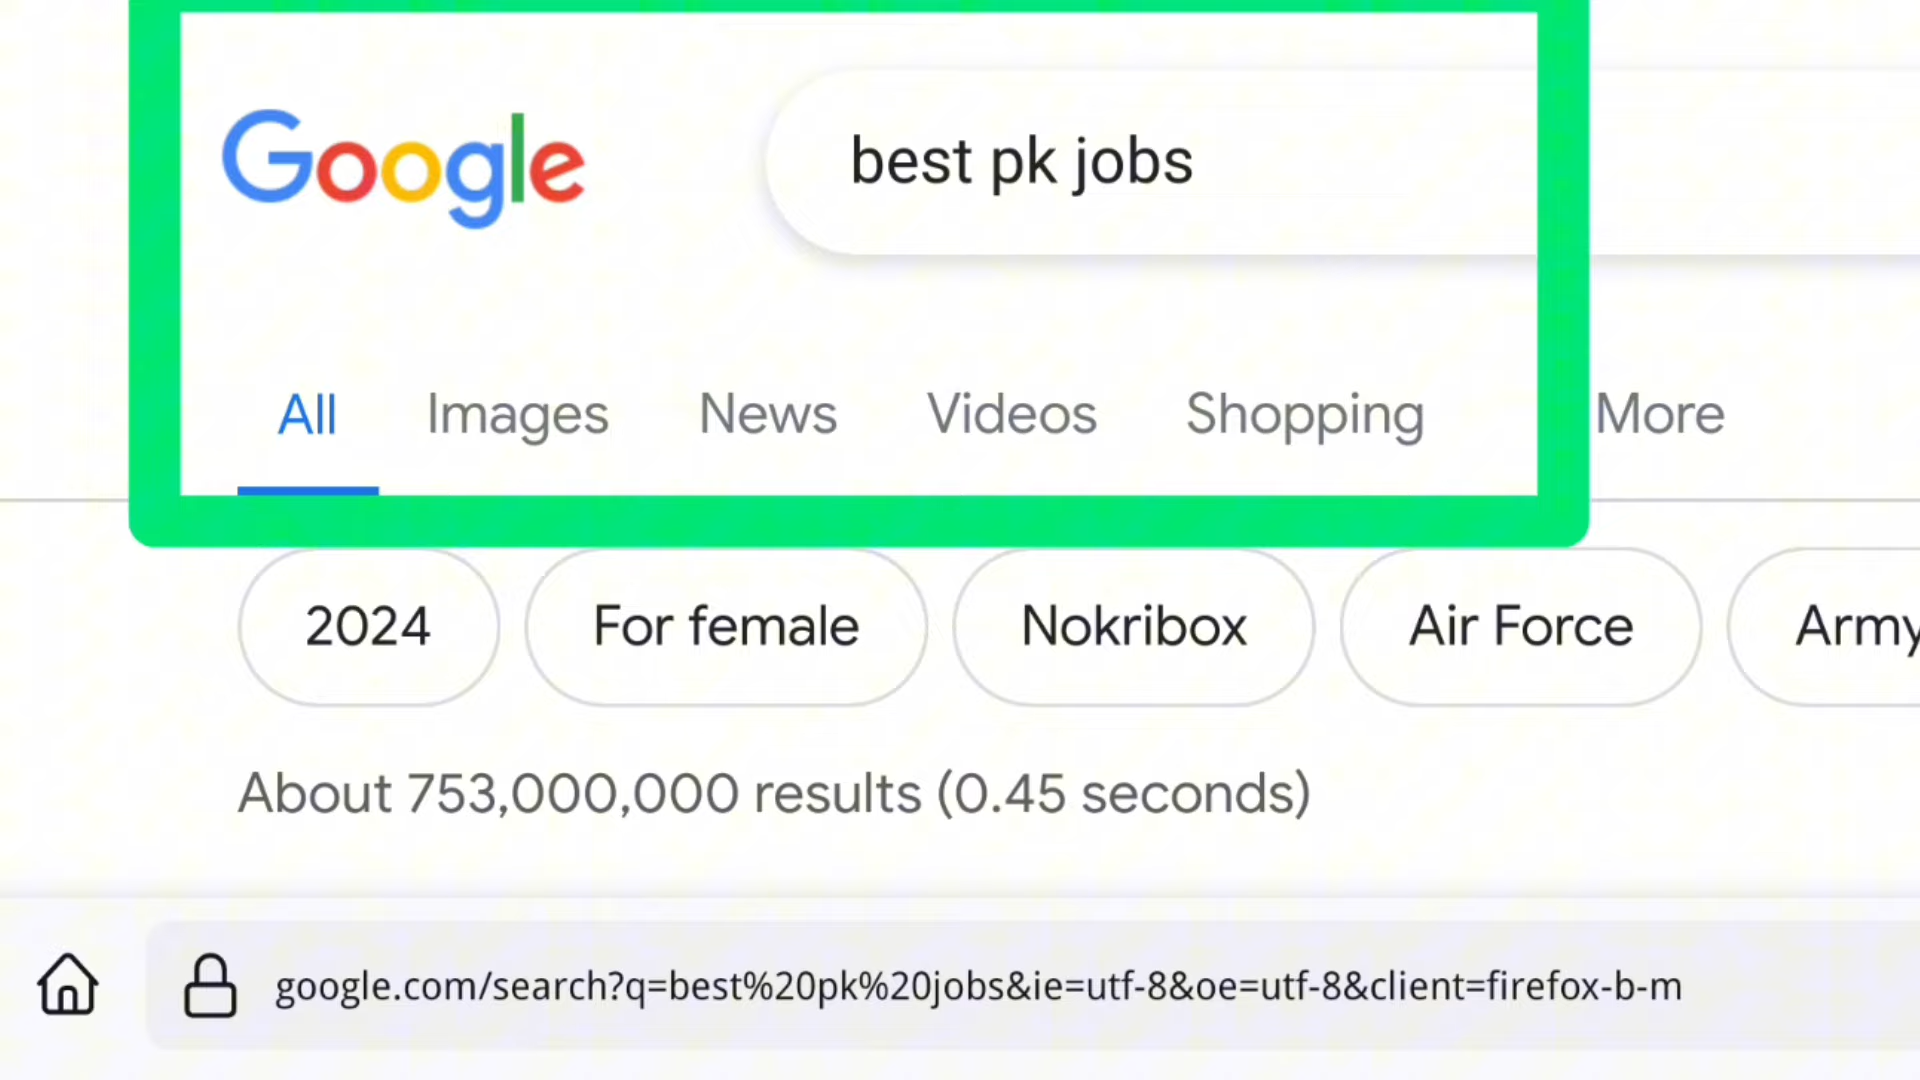 Google best pk jobs
All Images News Videos Shopping More
2024 For female Nokribox Air Force Army
About 753,000,000 results (0.45 seconds)
google.com/search?q=best%20pk%20jobs&ie=utf-8&oe=utf-8&client=firefox-b-m